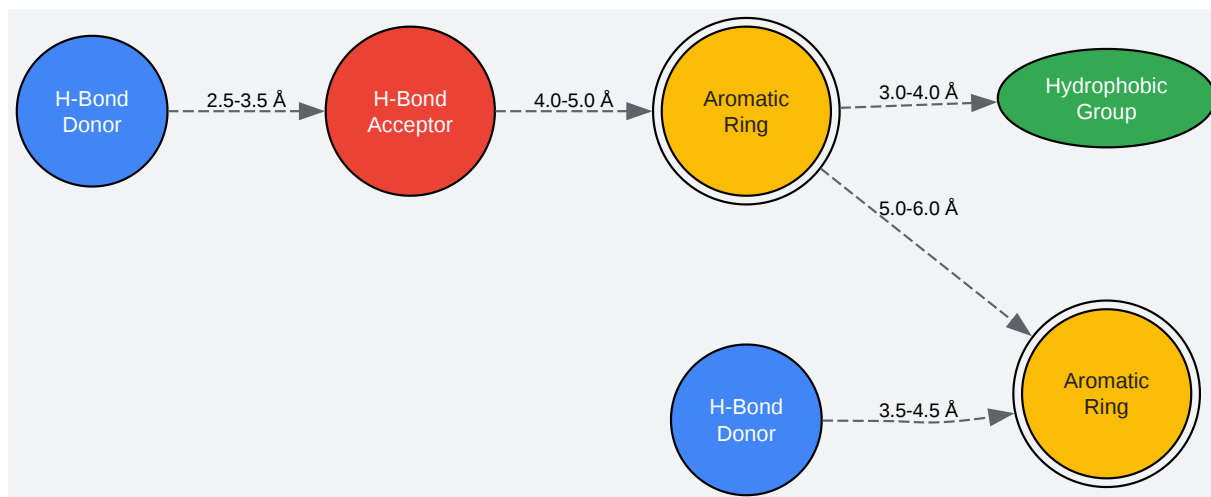 H-Bond
Donor
2.5-3.5 Å
H-Bond
Acceptor
4.0-5.0 Å
Aromatic
Ring
3.0-4.0 Å
Hydrophobic
Group
5.0-6.0 Å
H-Bond
Donor
3.5-4.5 Å
Aromatic
Ring